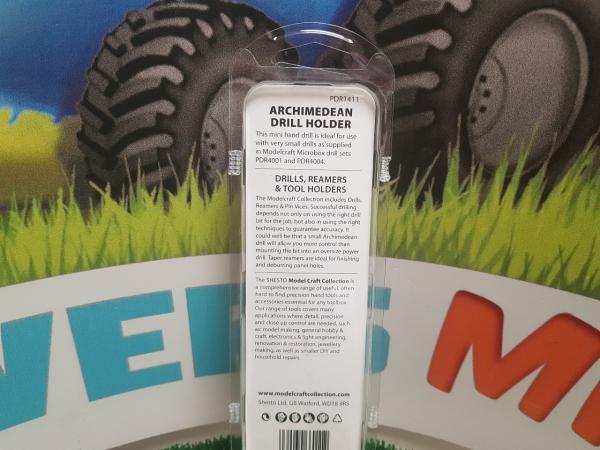 PDR1411
ARCHIMEDEAN
DRILL HOLDER
This mini hand drill is ideal for use
with very small drills as supplied
in Modelcraft Microbox drill sets
PDR4001 and PDR4004.
DRILLS, REAMERS
& TOOL HOLDERS
The Modelcraft Collection includes Drills,
Reamers & Pin Vices. Successful drilling
depends not only on using the right drill
bit for the job, but also in using the right
techniques to guarantee accuracy. It
could well be that a small Archimedean
drill will allow you more control than
mounting the bit into an oversize power
drill. Taper reamers are ideal for finishing
and deburring panel holes.
The SHESTO Model Craft Collection is
a comprehensive range of useful, often
hard to find precision hand tools and
accessories essential for any toolbox.
Our range of tools covers many
applications where detail, precision
and close up control are needed, such
as: model making, general hobby &
craft, electronics & light engineering,
renovation & restoration, jewellery
making, as well as smaller DIY and
household repairs.
www.modelcraftcollection.com
Shesto Ltd, GB Watford, WD18 9RS